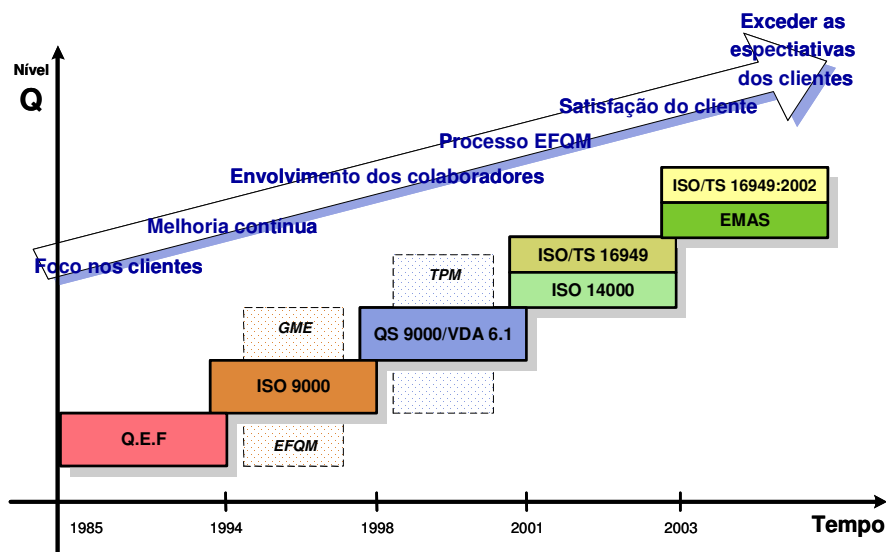 Exceder as
espectiativas
dos clientes
Nível
Q
Satisfação do cliente
Processo EFQM
Envolvimento dos colaboradores
Melhoria continua
Foco nos clientes
ISO/TS 16949:2002
EMAS
ISO/TS 16949
ISO 14000
TPM
QS 9000/VDA 6.1
GME
ISO 9000
EFQM
Q.E.F
1985
1994
1998
2001
2003
Tempo